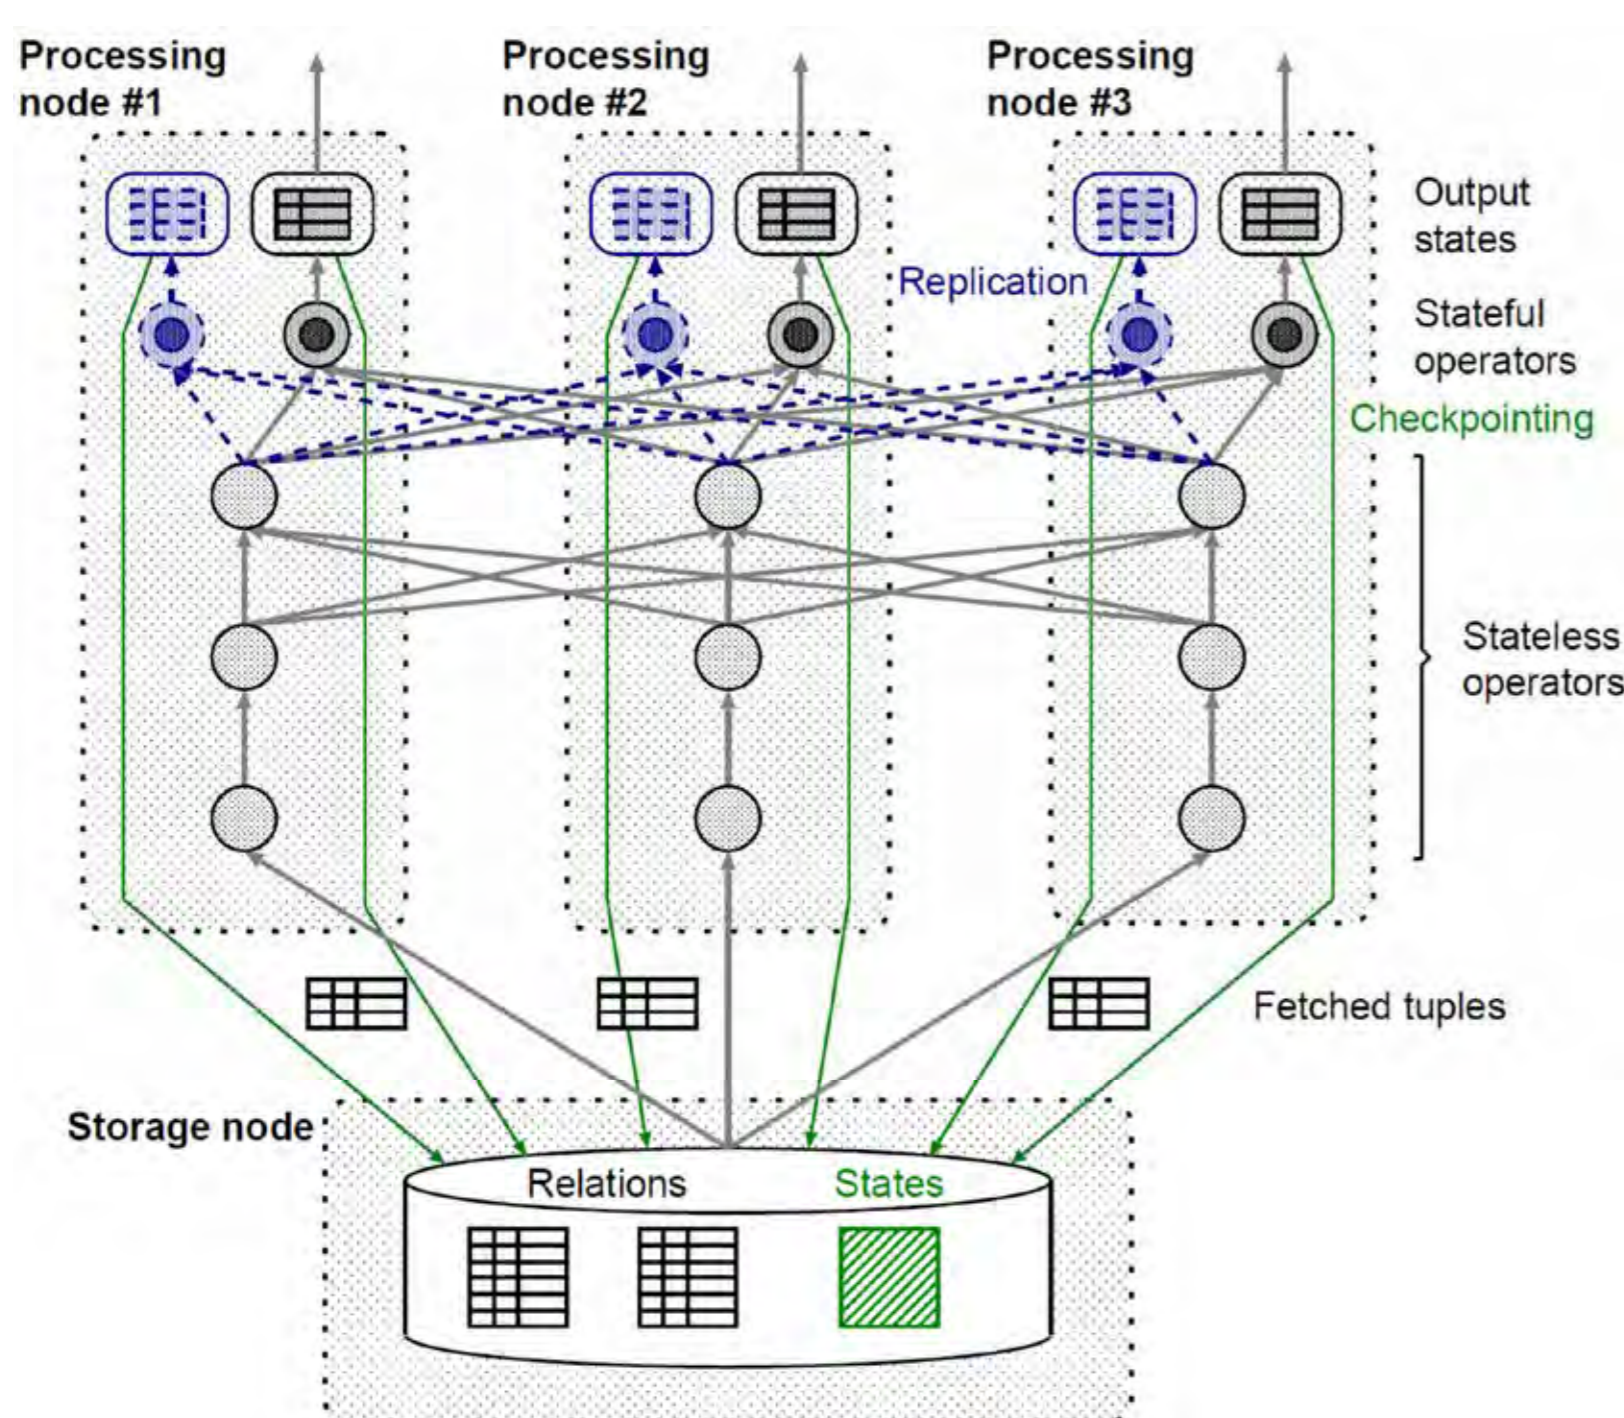 Processing
node #1
Processing
node #2
Processing
node #3
Output
states
Replication
Stateful
operators
Checkpointing
Stateless
operators
Fetched tuples
Storage node
Relations
States